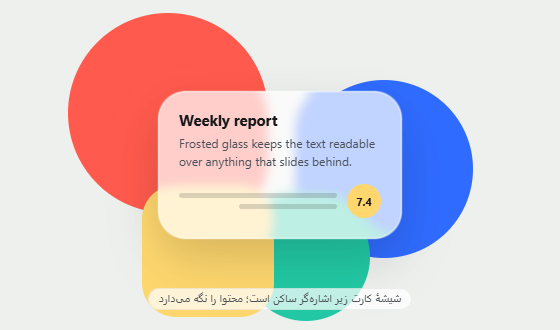 Weekly report
Frosted glass keeps the text readable
over anything that slides behind.
7.4
شیشهٔ کارت زیر اشاره‌گر ساکن است؛ محتوا را نگه می‌دارد